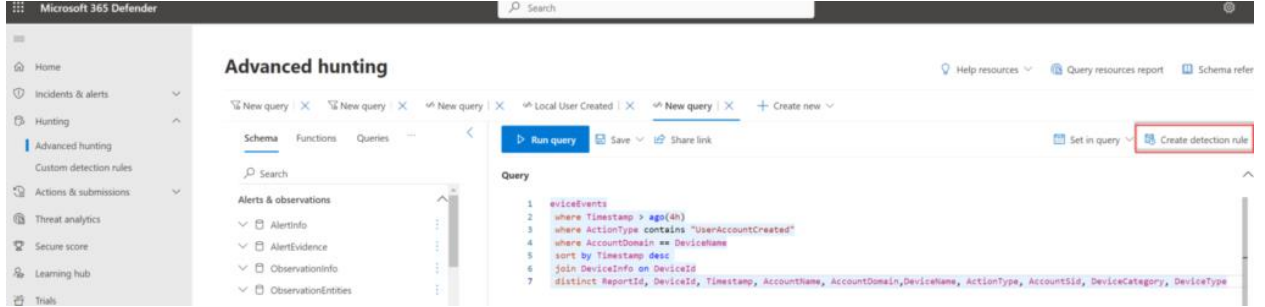 Microsoft 365 Defender
Search
Home
Incidents & alerts
Hunting
Advanced hunting
Custom detection rules
Actions & submissions
Threat analytics
Secure score
Learning hub
Trials
Advanced hunting
Help resources
Query resources report
Schema refer
New query
New query
New query
Local User Created
New query
Create new
Schema Functions Queries ...
Run query Save Share link
Set in query Create detection rule
Search
Query
Alerts & observations
AlertInfo
AlertEvidence
ObservationInfo
ObservationEntities
1 eviceEvents
2 where Timestamp > ago(4h)
3 where ActionType contains "UserAccountCreated"
4 where AccountDomain == DeviceName
5 sort by Timestamp desc
6 join DeviceInfo on DeviceId
7 distinct ReportId, DeviceId, Timestamp, AccountName, AccountDomain,DeviceName, ActionType, AccountSid, DeviceCategory, DeviceType